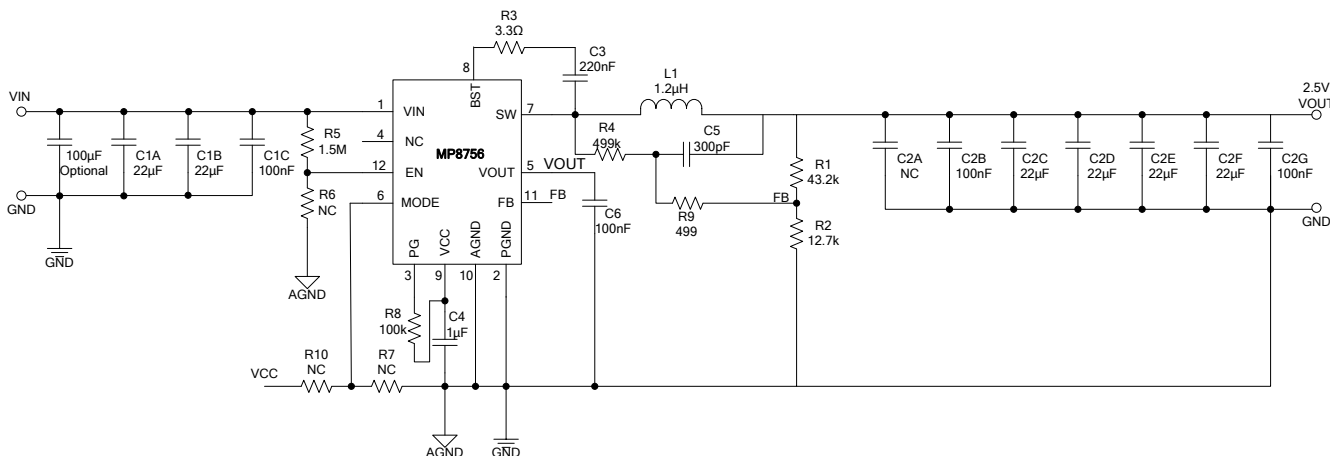 R3
3.3Ω
C3
220nF
8
BST
L1
1.2µH
VIN
1
VIN
SW
7
2.5V
VOUT
100µF
Optional
C1A
22µF
C1B
22µF
C1C
100nF
R5
1.5M
4
NC
MP8756
R4
499k
C5
300pF
12
EN
VOUT
5
VOUT
R1
43.2k
C2A
NC
C2B
100nF
C2C
22µF
C2D
22µF
C2E
22µF
C2F
22µF
C2G
100nF
GND
R6
NC
6
MODE
FB
11
FB
C6
100nF
R9
499
FB
R2
12.7k
GND
GND
PG
VCC
AGND
PGND
3
9
10
2
AGND
R8
100k
C4
1µF
VCC
R10
NC
R7
NC
AGND
GND